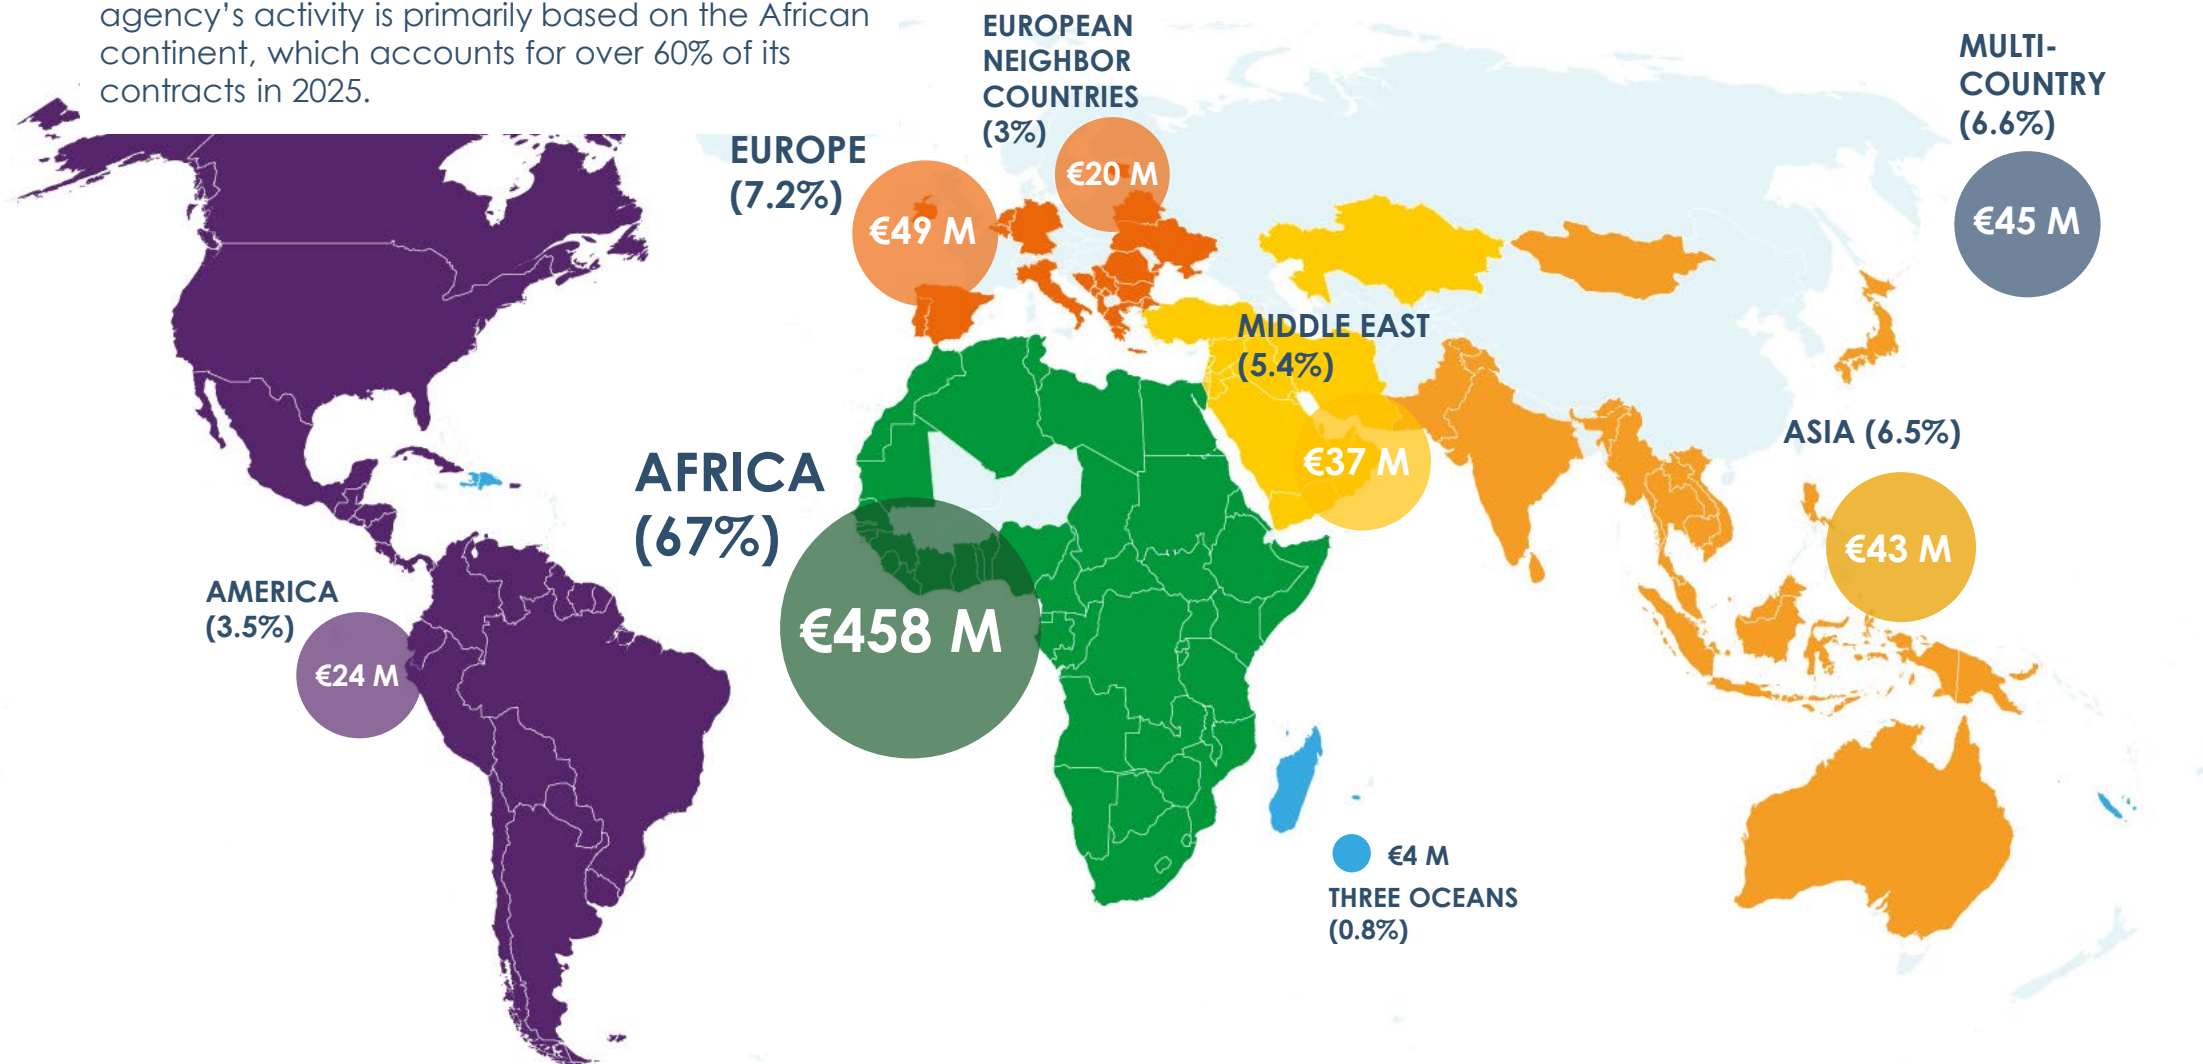 agency's activity is primarily based on the African
continent, which accounts for over 60% of its
contracts in 2025.
EUROPEAN
NEIGHBOR
COUNTRIES
(3%)
€20 M
MULTI-
COUNTRY
(6.6%)
€45 M
EUROPE
(7.2%)
€49 M
MIDDLE EAST
(5.4%)
€37 M
ASIA (6.5%)
€43 M
AFRICA
(67%)
€458 M
AMERICA
(3.5%)
€24 M
€4 M
THREE OCEANS
(0.8%)